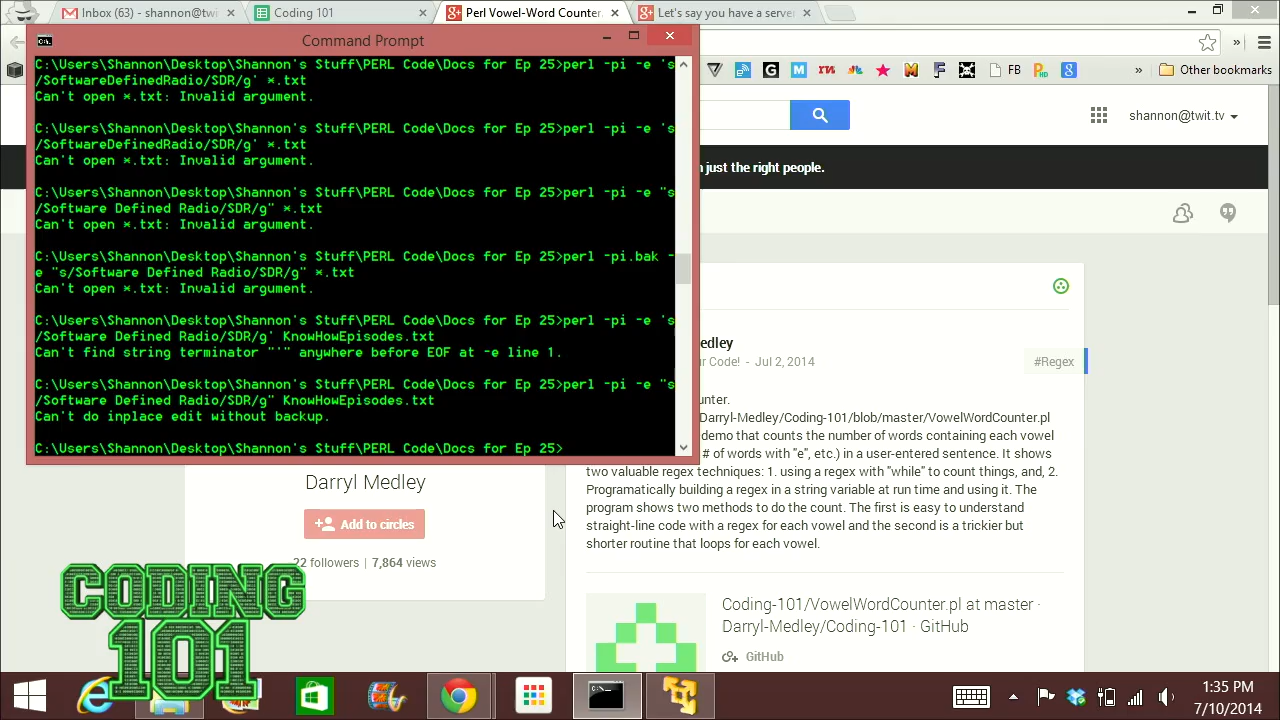 Inbox (63) - shannon@twi
Coding 101
Perl Vowel-Word Counter.
Let's say you have a server
Command Prompt
C:\Users\Shannon\Desktop\Shannon's Stuff\PERL Code\Docs for Ep 25>perl -pi -e 's
/SoftwareDefinedRadio/SDR/g' *.txt
Can't open *.txt: Invalid argument.
C:\Users\Shannon\Desktop\Shannon's Stuff\PERL Code\Docs for Ep 25>perl -pi -e 's
/SoftwareDefinedRadio/SDR/g' *.txt
Can't open *.txt: Invalid argument.
C:\Users\Shannon\Desktop\Shannon's Stuff\PERL Code\Docs for Ep 25>perl -pi -e "s
/Software Defined Radio/SDR/g" *.txt
Can't open *.txt: Invalid argument.
C:\Users\Shannon\Desktop\Shannon's Stuff\PERL Code\Docs for Ep 25>perl -pi.bak -
e "s/Software Defined Radio/SDR/g" *.txt
Can't open *.txt: Invalid argument.
C:\Users\Shannon\Desktop\Shannon's Stuff\PERL Code\Docs for Ep 25>perl -pi -e 's
/Software Defined Radio/SDR/g' KnowHowEpisodes.txt
Can't find string terminator "'" anywhere before EOF at -e line 1.
C:\Users\Shannon\Desktop\Shannon's Stuff\PERL Code\Docs for Ep 25>perl -pi -e "s
/Software Defined Radio/SDR/g" KnowHowEpisodes.txt
Can't do inplace edit without backup.
C:\Users\Shannon\Desktop\Shannon's Stuff\PERL Code\Docs for Ep 25>
FB
Other bookmarks
shannon@twit.tv
just the right people.
edley
ur Code! - Jul 2, 2014
#Regex
unter.
Darryl-Medley/Coding-101/blob/master/VowelWordCounter.pl
demo that counts the number of words containing each vowel
# of words with "e", etc.) in a user-entered sentence. It shows
two valuable regex techniques: 1. using a regex with "while" to count things, and, 2.
Programatically building a regex in a string variable at run time and using it. The
program shows two methods to do the count. The first is easy to understand
straight-line code with a regex for each vowel and the second is a trickier but
shorter routine that loops for each vowel.
Coding-101/VowelWordCounter.pl at master ·
Darryl-Medley/Coding-101 · GitHub
GitHub
Darryl Medley
Add to circles
22 followers | 7,864 views
CODING
101
1:35 PM
7/10/2014